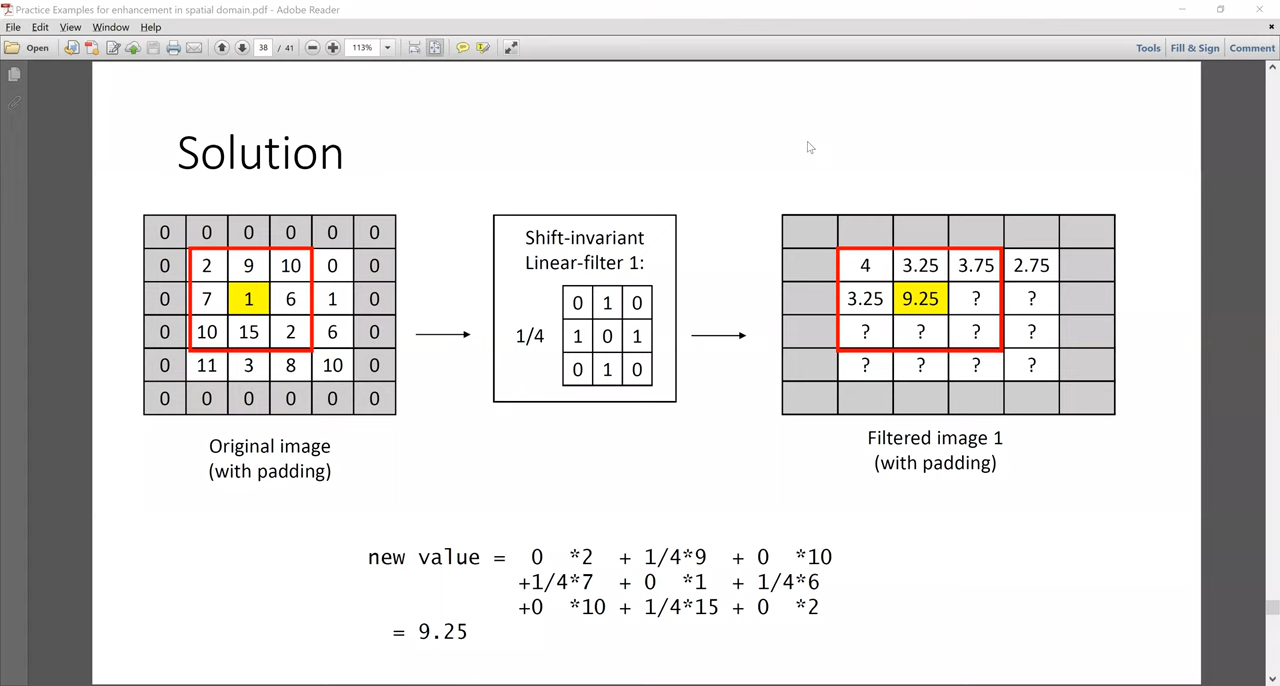 Practice Examples for enhancement in spatial domain.pdf - Adobe Reader
File Edit View Window Help
Open 38 / 41 113% Tools Fill & Sign Comment
Solution
0 0 0 0 0 0
0 2 9 10 0 0
0 7 1 6 1 0
0 10 15 2 6 0
0 11 3 8 10 0
0 0 0 0 0 0
Original image
(with padding)
Shift-invariant
Linear-filter 1:
0 1 0
1/4 1 0 1
0 1 0
4 3.25 3.75 2.75
3.25 9.25 ? ?
? ? ? ?
? ? ? ?
Filtered image 1
(with padding)
new value = 0 *2 + 1/4*9 + 0 *10
+1/4*7 + 0 *1 + 1/4*6
+0 *10 + 1/4*15 + 0 *2
= 9.25